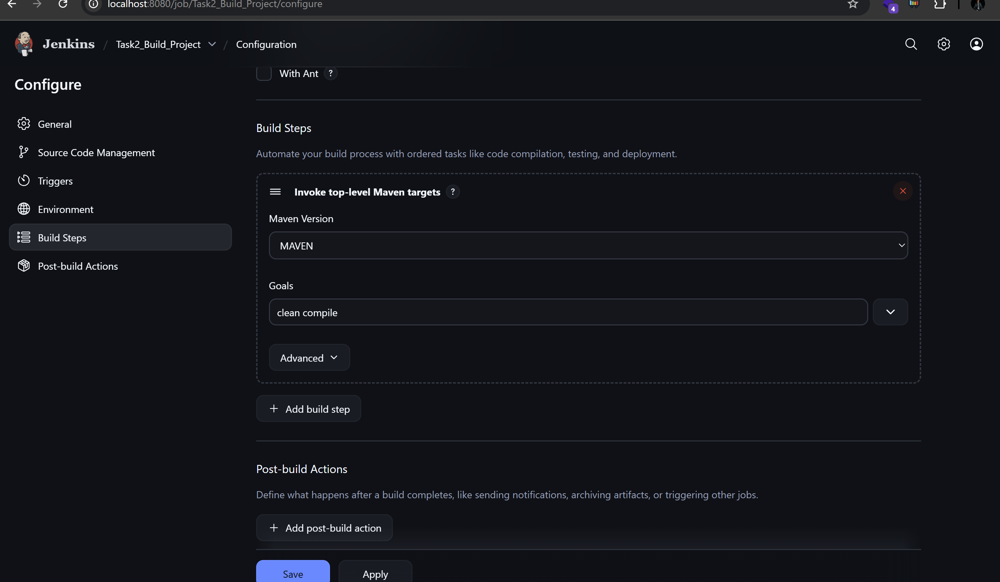 localhost:8080/job/Task2_Build_Project/configure
4
Jenkins / Task2_Build_Project / Configuration
Configure
General
Source Code Management
Triggers
Environment
Build Steps
Post-build Actions
With Ant ?
Build Steps
Automate your build process with ordered tasks like code compilation, testing, and deployment.
Invoke top-level Maven targets ?
Maven Version
MAVEN
Goals
clean compile
Advanced
+ Add build step
Post-build Actions
Define what happens after a build completes, like sending notifications, archiving artifacts, or triggering other jobs.
+ Add post-build action
Save Apply